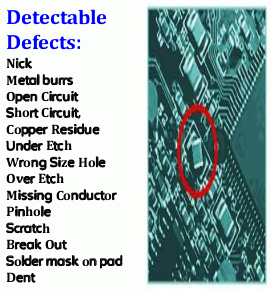 Detectable
Defects:
Nick
Metal burrs
Open Circuit
Short Circuit,
Copper Residue
Under Etch
Wrong Size Hole
Over Etch
Missing Conductor
Pinhole
Scratch
Break Out
Solder mask on pad
Dent